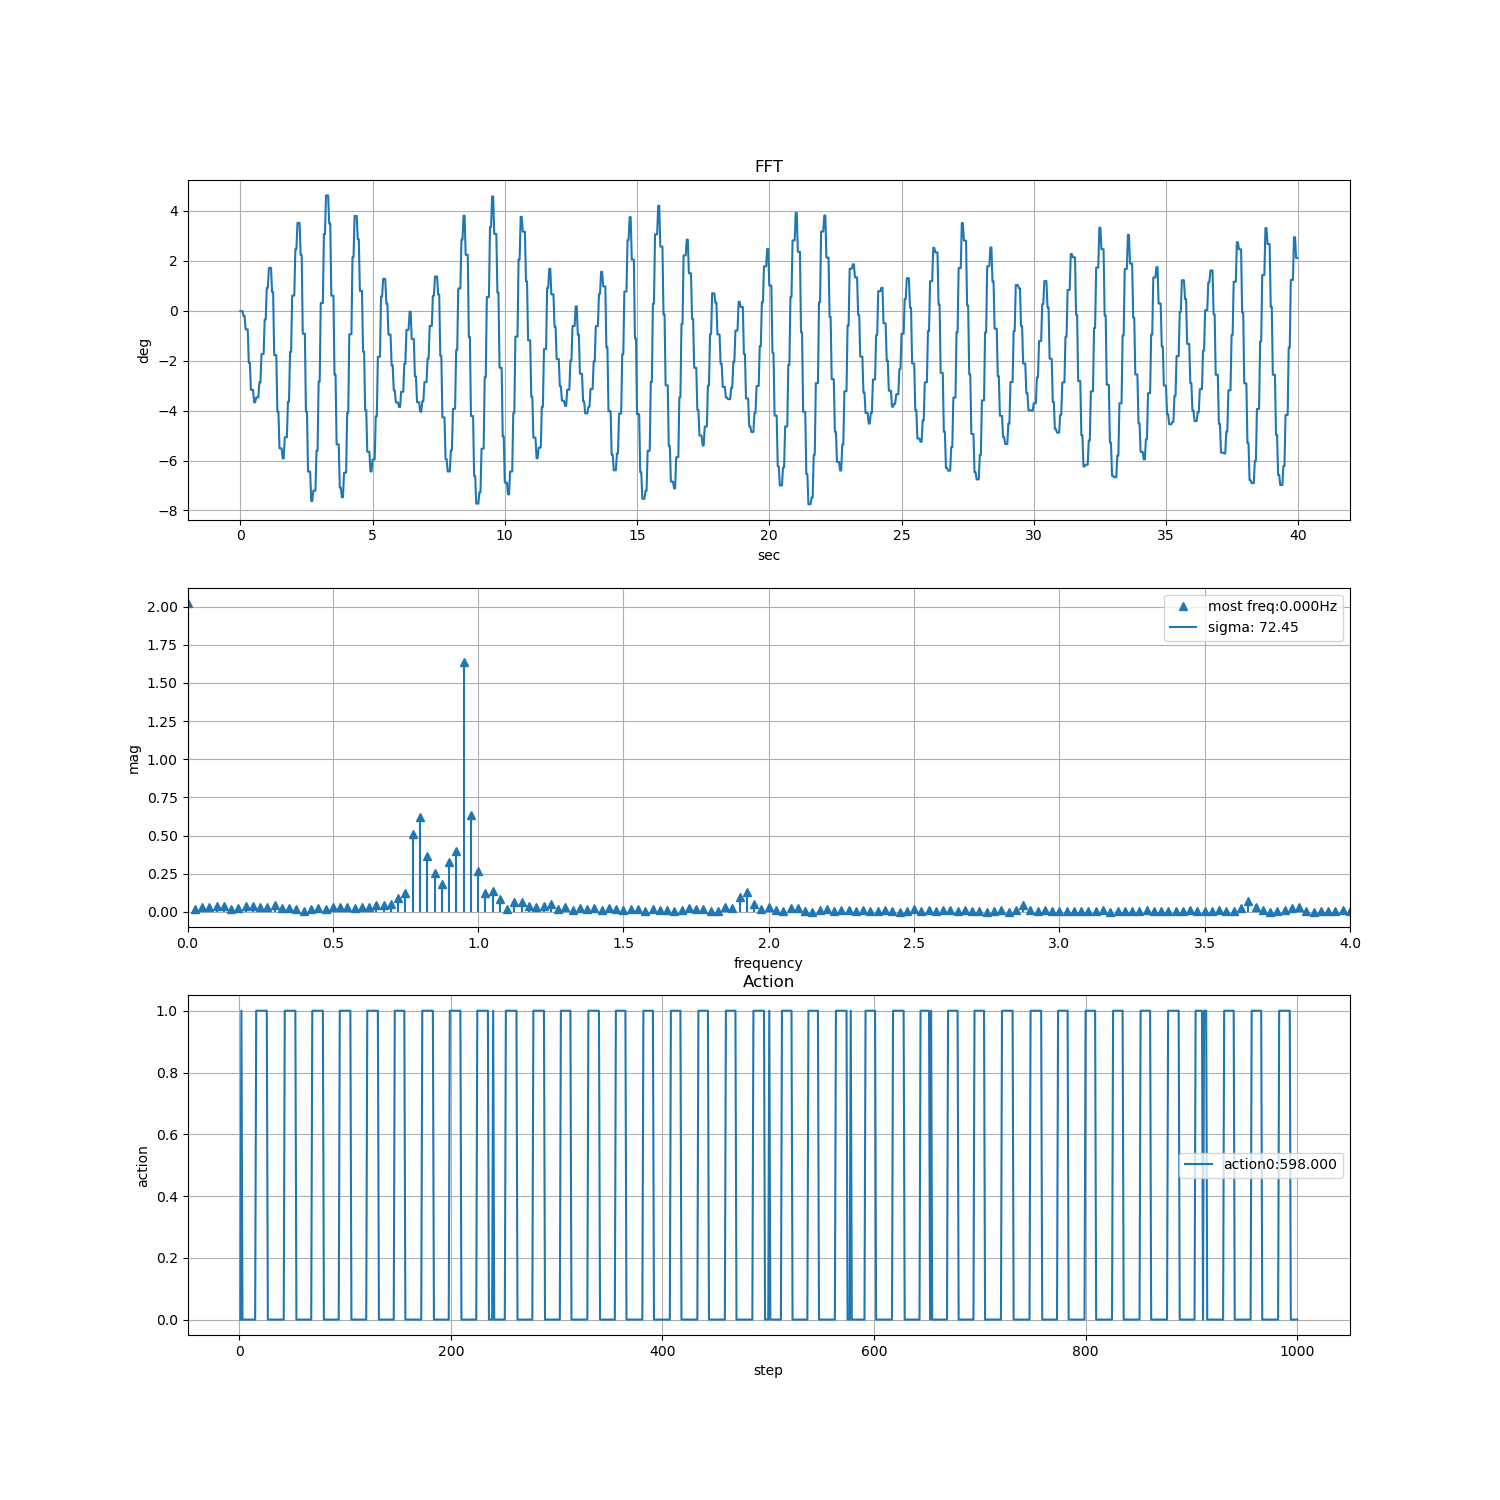 FFT
4
2
0
−2
−4
−6
−8
deg
0 5 10 15 20 25 30 35 40
sec
2.00
1.75
1.50
1.25
1.00
0.75
0.50
0.25
0.00
mag
most freq:0.000Hz
sigma: 72.45
0.0 0.5 1.0 1.5 2.0 2.5 3.0 3.5 4.0
frequency
Action
1.0
0.8
0.6
0.4
0.2
0.0
action
action0:598.000
0 200 400 600 800 1000
step